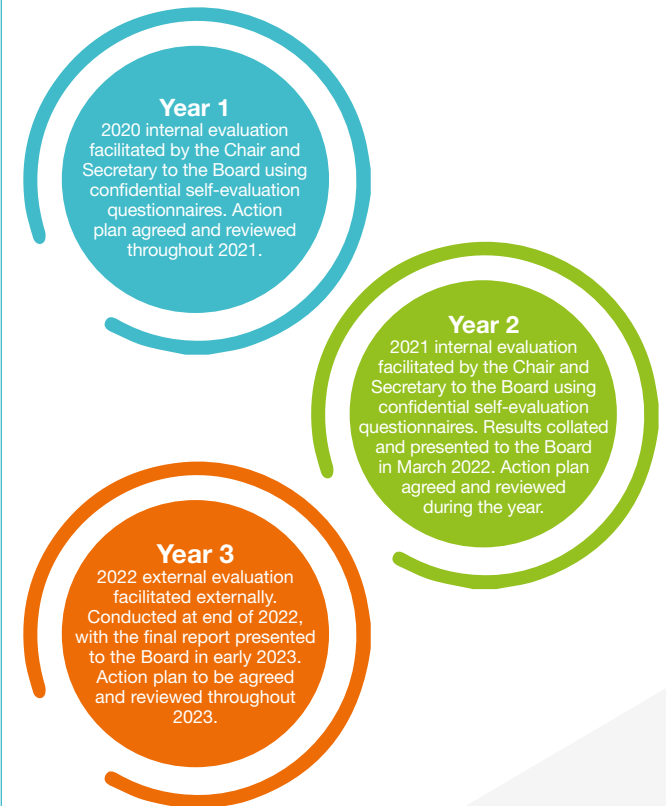 Year 1
2020 internal evaluation
facilitated by the Chair and
Secretary to the Board using
confidential self-evaluation
questionnaires. Action
plan agreed and reviewed
throughout 2021.
Year 2
2021 internal evaluation
facilitated by the Chair and
Secretary to the Board using
confidential self-evaluation
questionnaires. Results collated
and presented to the Board
in March 2022. Action plan
agreed and reviewed
during the year.
Year 3
2022 external evaluation
facilitated externally.
Conducted at end of 2022,
with the final report presented
to the Board in early 2023.
Action plan to be agreed
and reviewed throughout
2023.